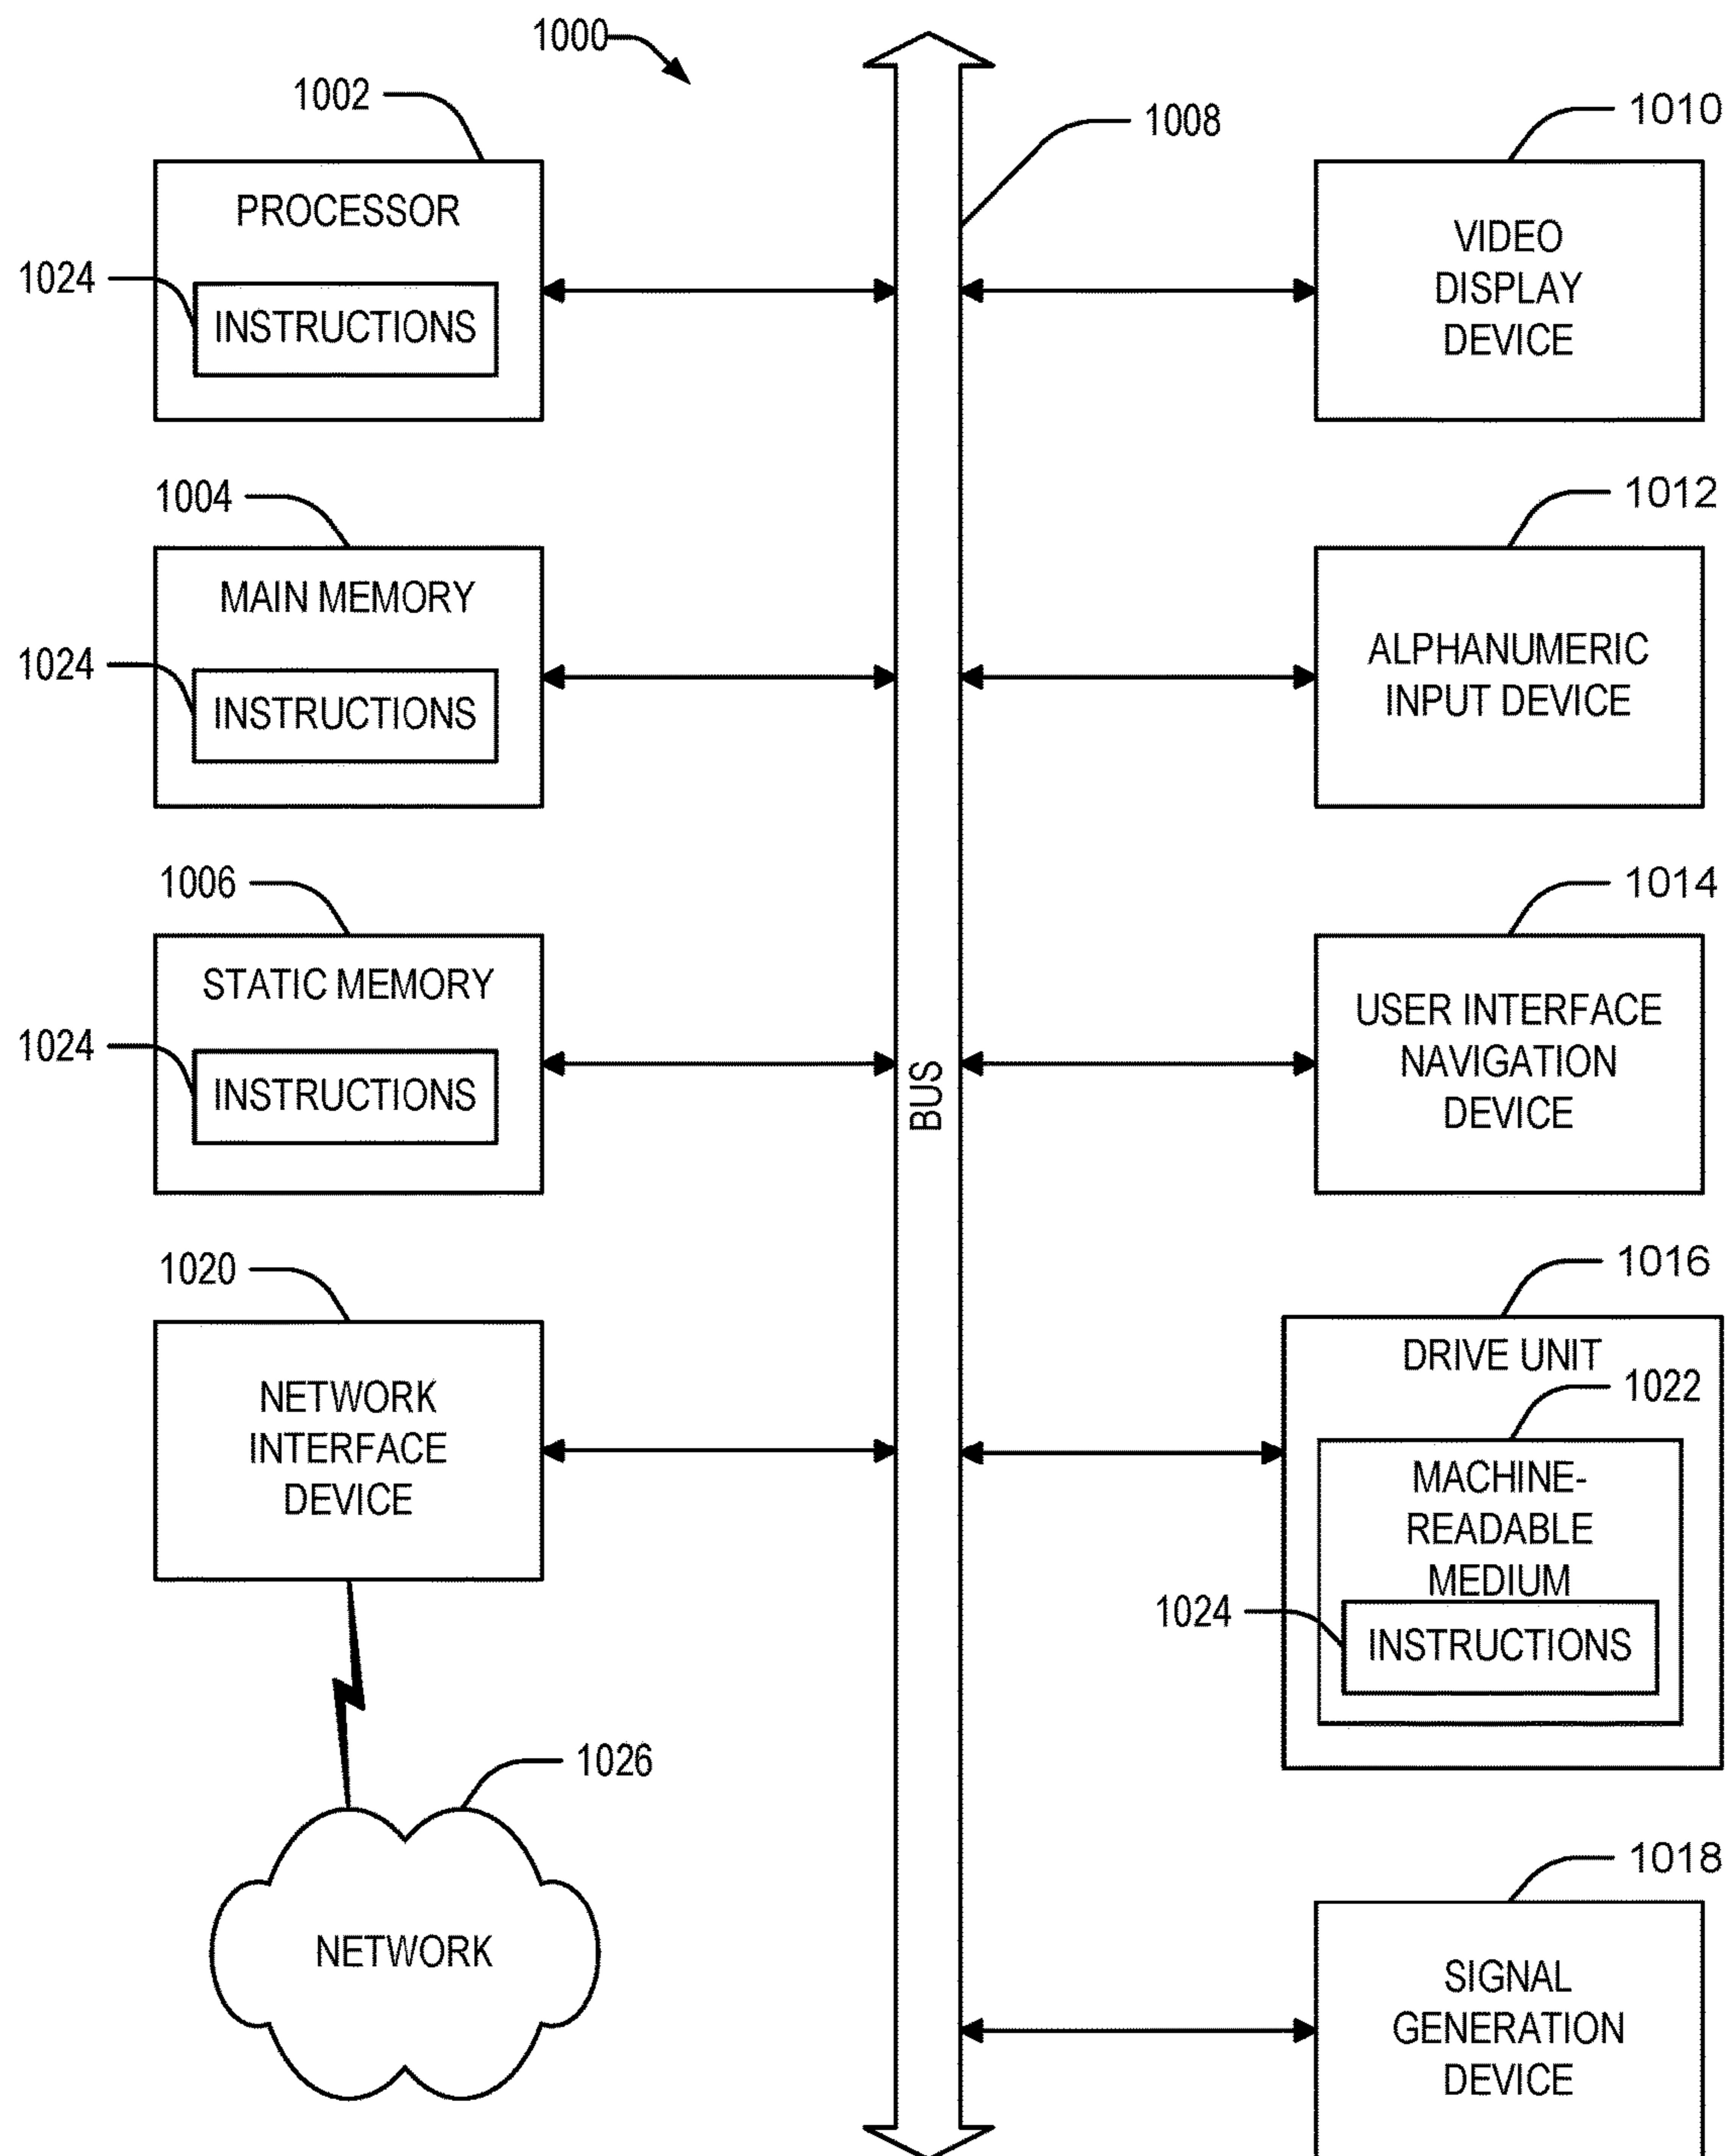 1000
1002
PROCESSOR
1024
INSTRUCTIONS
1004
MAIN MEMORY
1024
INSTRUCTIONS
1006
STATIC MEMORY
1024
INSTRUCTIONS
1020
NETWORK
INTERFACE
DEVICE
1026
NETWORK
1008
BUS
1010
VIDEO
DISPLAY
DEVICE
1012
ALPHANUMERIC
INPUT DEVICE
1014
USER INTERFACE
NAVIGATION
DEVICE
1016
DRIVE UNIT
1022
MACHINE-
READABLE
MEDIUM
1024
INSTRUCTIONS
1018
SIGNAL
GENERATION
DEVICE